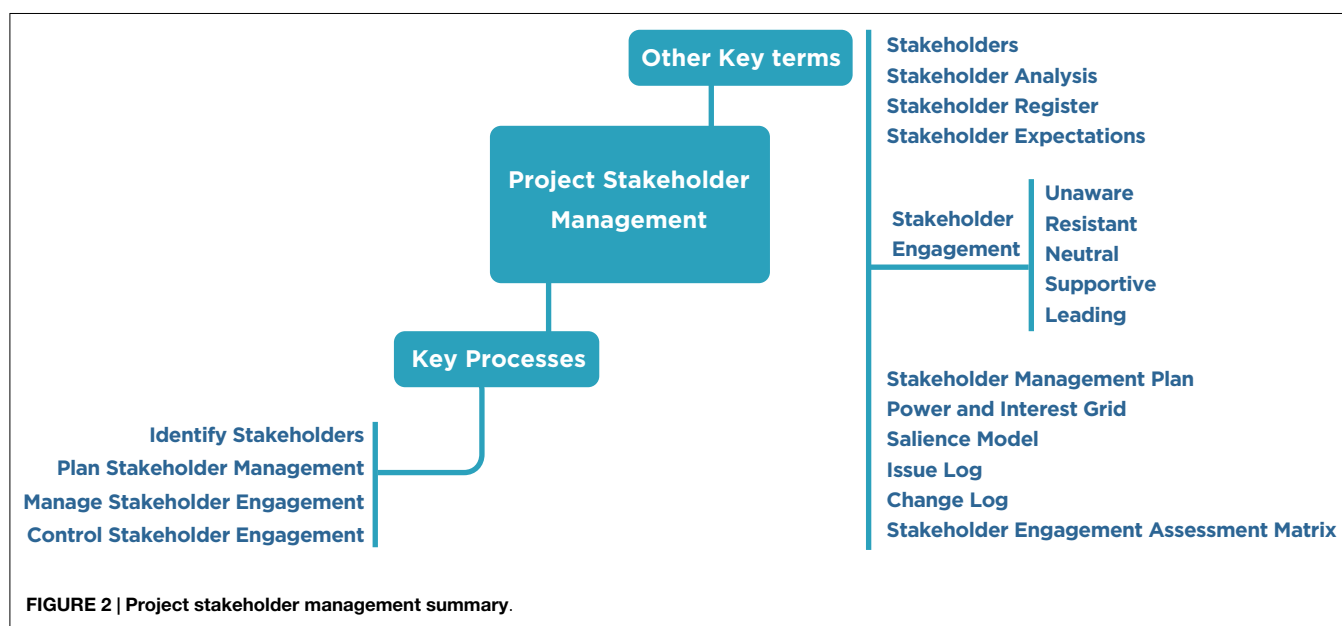 Other Key terms
Stakeholders
Stakeholder Analysis
Stakeholder Register
Stakeholder Expectations
Stakeholder
Engagement
Unaware
Resistant
Neutral
Supportive
Leading
Stakeholder Management Plan
Power and Interest Grid
Salience Model
Issue Log
Change Log
Stakeholder Engagement Assessment Matrix
Project Stakeholder
Management
Key Processes
Identify Stakeholders
Plan Stakeholder Management
Manage Stakeholder Engagement
Control Stakeholder Engagement
FIGURE 2 | Project stakeholder management summary.